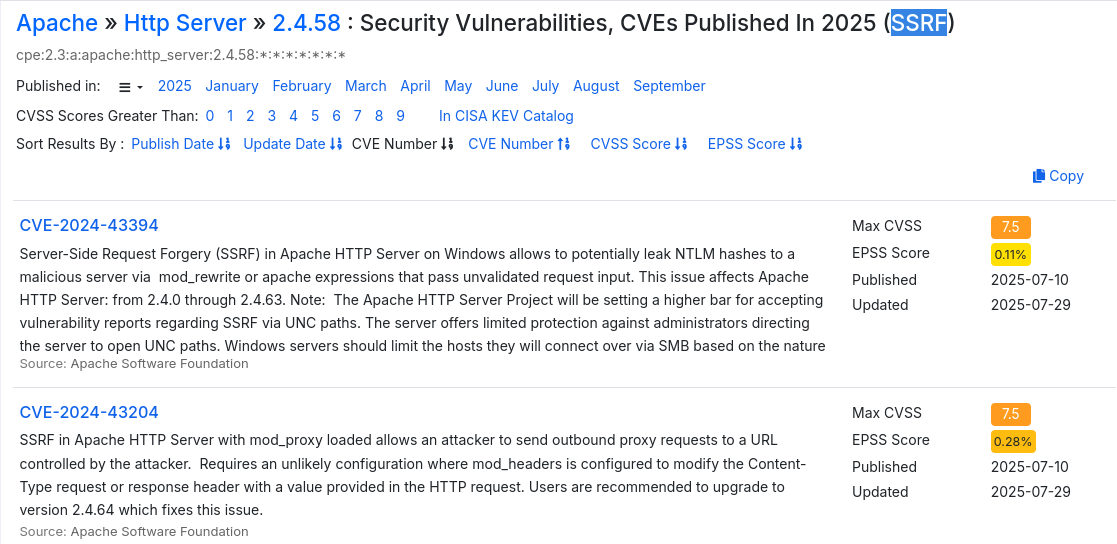 Apache » Http Server » 2.4.58 : Security Vulnerabilities, CVEs Published In 2025 (SSRF)
cpe:2.3:a:apache:http_server:2.4.58:*:*:*:*:*:*:*
Published in: 2025 January February March April May June July August September
CVSS Scores Greater Than: 0 1 2 3 4 5 6 7 8 9 In CISA KEV Catalog
Sort Results By : Publish Date Update Date CVE Number CVE Number CVSS Score EPSS Score
Copy
CVE-2024-43394
Server-Side Request Forgery (SSRF) in Apache HTTP Server on Windows allows to potentially leak NTLM hashes to a
malicious server via mod_rewrite or apache expressions that pass unvalidated request input. This issue affects Apache
HTTP Server: from 2.4.0 through 2.4.63. Note: The Apache HTTP Server Project will be setting a higher bar for accepting
vulnerability reports regarding SSRF via UNC paths. The server offers limited protection against administrators directing
the server to open UNC paths. Windows servers should limit the hosts they will connect over via SMB based on the nature
Source: Apache Software Foundation
Max CVSS 7.5
EPSS Score 0.11%
Published 2025-07-10
Updated 2025-07-29
CVE-2024-43204
SSRF in Apache HTTP Server with mod_proxy loaded allows an attacker to send outbound proxy requests to a URL
controlled by the attacker. Requires an unlikely configuration where mod_headers is configured to modify the Content-
Type request or response header with a value provided in the HTTP request. Users are recommended to upgrade to
version 2.4.64 which fixes this issue.
Source: Apache Software Foundation
Max CVSS 7.5
EPSS Score 0.28%
Published 2025-07-10
Updated 2025-07-29